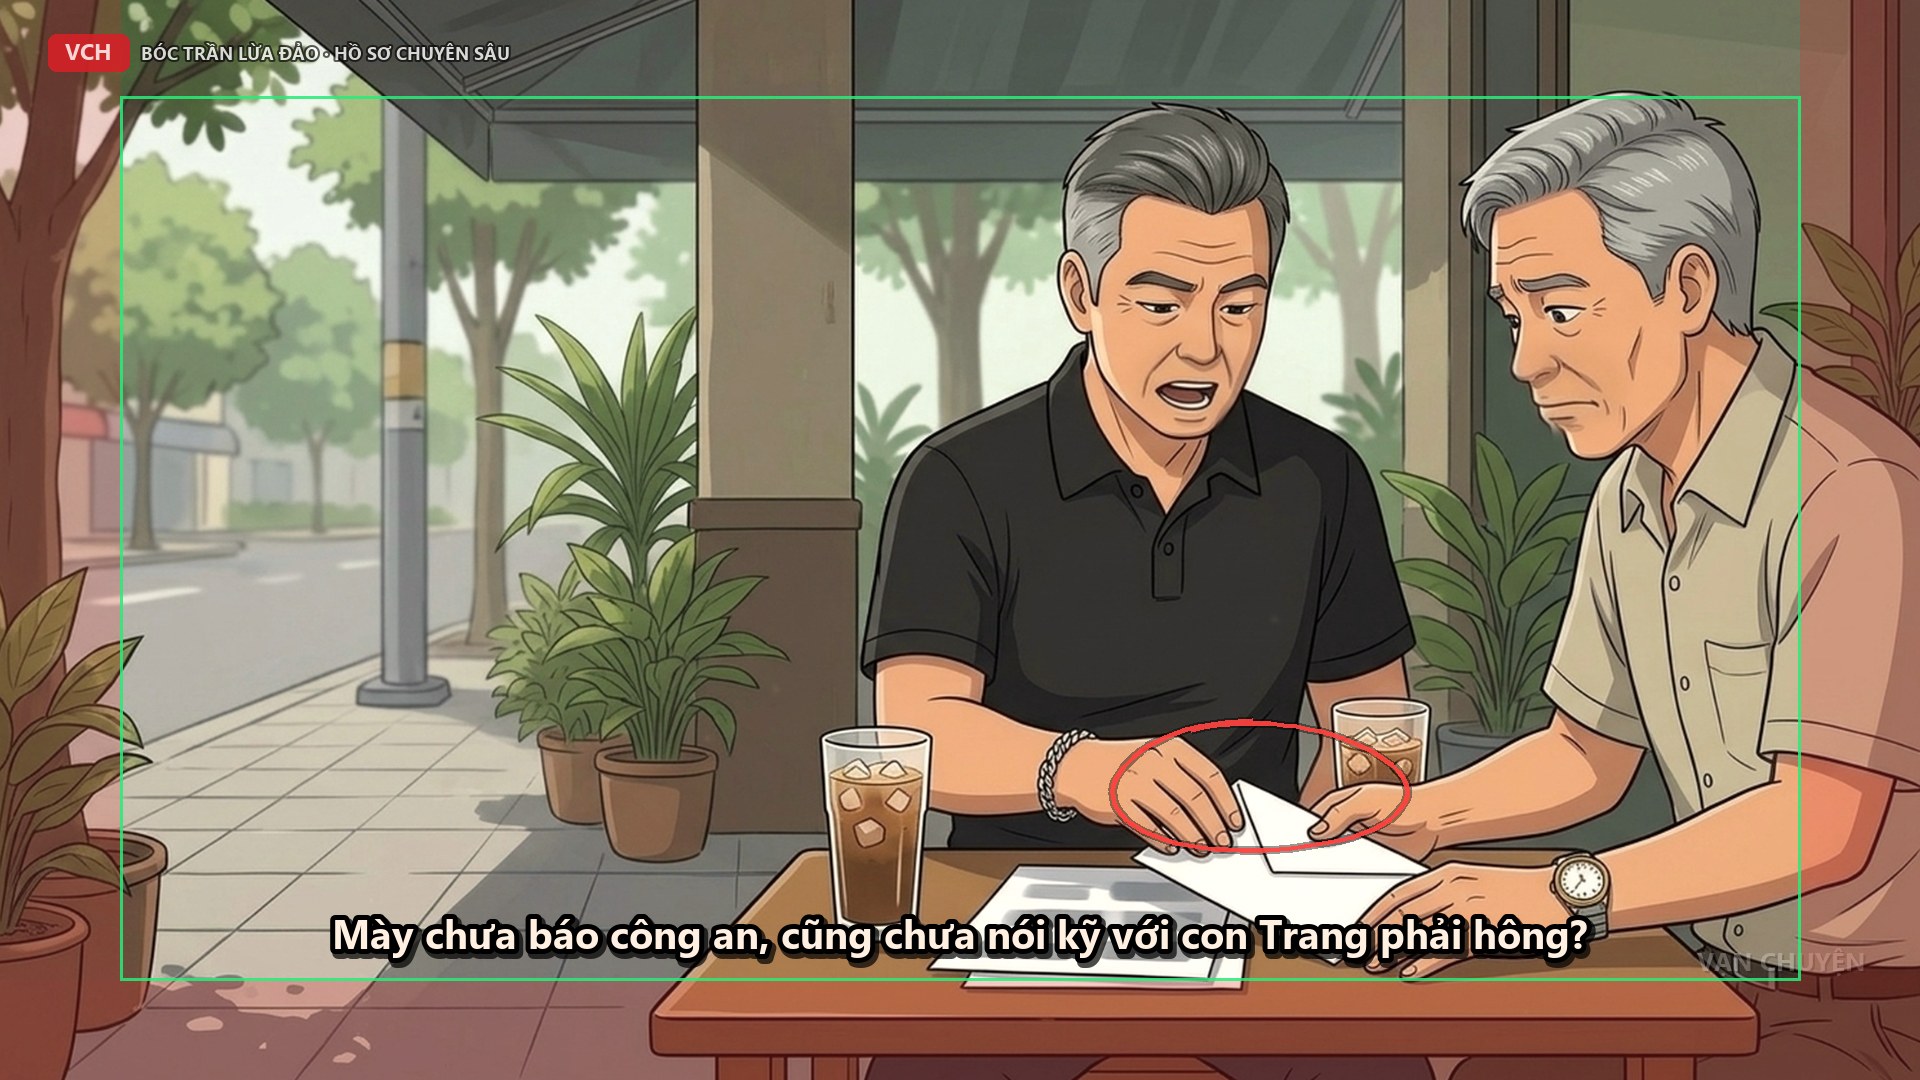 VCH
BÓC TRẦN LỪA ĐẢO · HỒ SƠ CHUYÊN SÂU
Mày chưa báo công an, cũng chưa nói kỹ với con Trang phải hông?
VẠN CHUYỆN